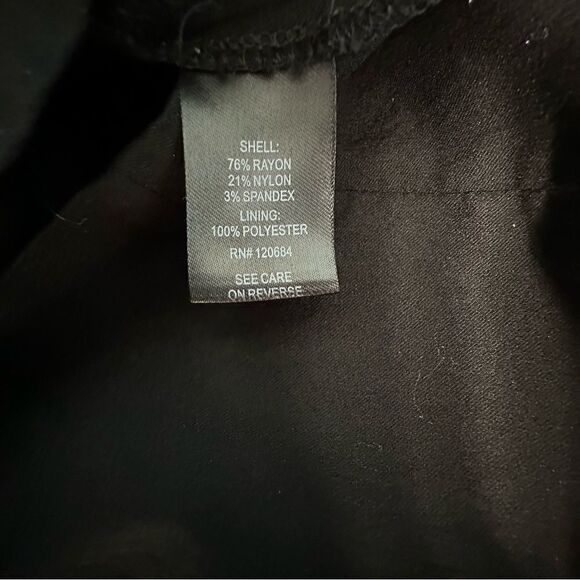 SHELL:
76% RAYON
21% NYLON
3% SPANDEX
LINING:
100% POLYESTER
RN# 120684
SEE CARE
ON REVERSE